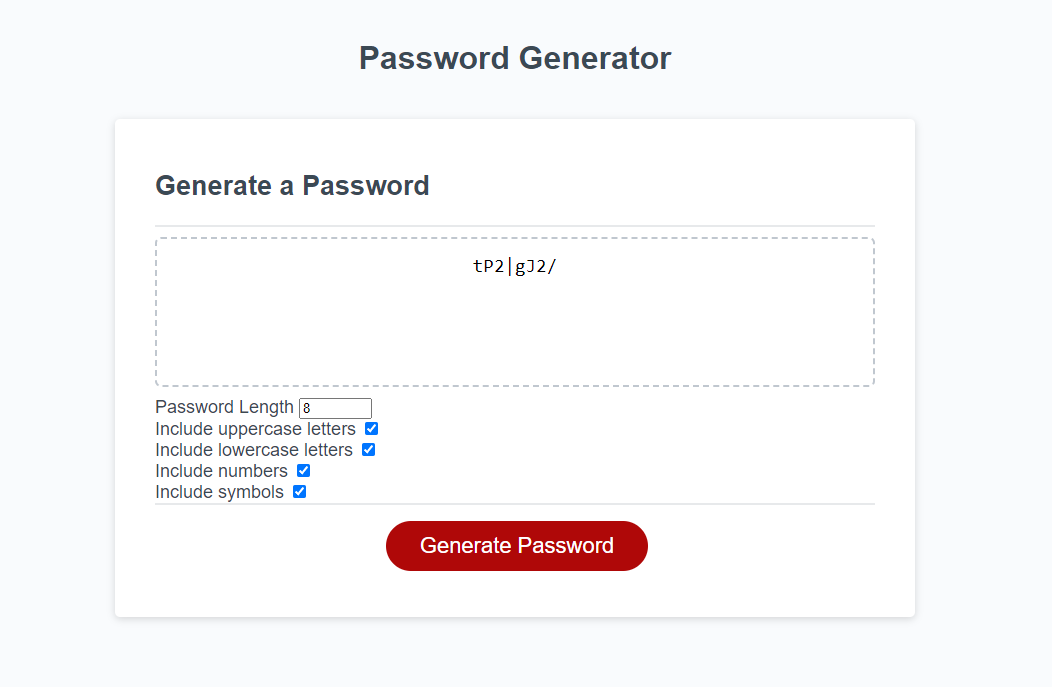 Password Generator
Generate a Password
tP2|gJ2/
Password Length 8
Include uppercase letters
Include lowercase letters
Include numbers
Include symbols
Generate Password